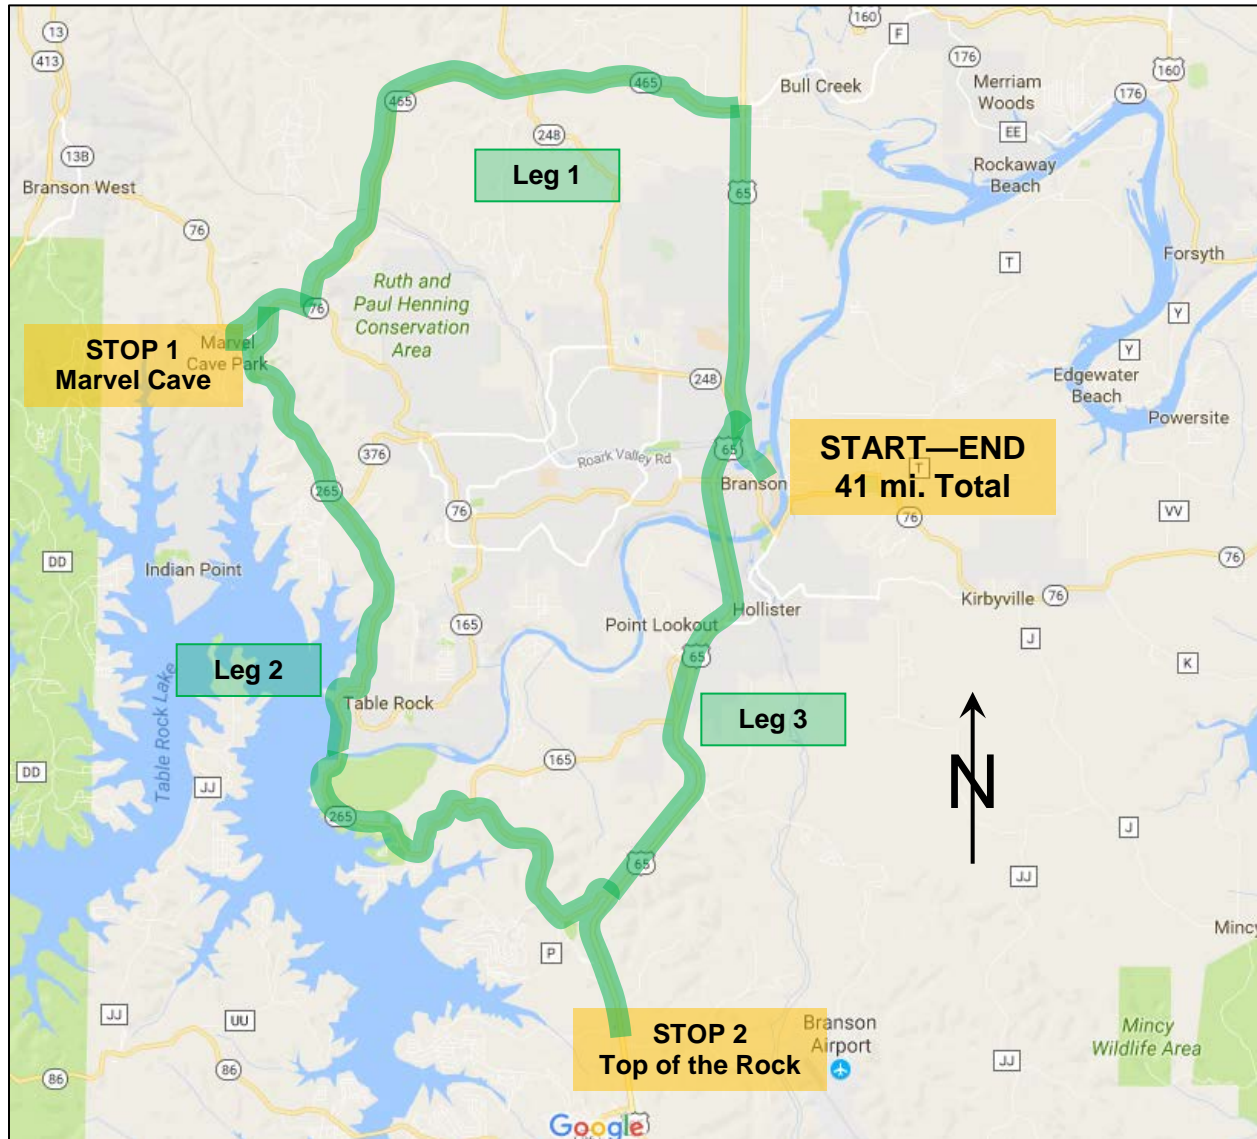 13
413
160
F
176
Merriam
Woods
160
176
Bull Creek
465
465
248
EE
13B
Branson West
Leg 1
65
Rockaway
Beach
76
T
Forsyth
Ruth and
Paul Henning
Conservation
Area
76
Y
STOP 1
Marvel Cave
Marvel
Cave Park
Y
Edgewater
Beach
Powersite
248
376
65
Roark Valley Rd
Branson
START—END
41 mi. Total
T
265
76
76
VV
76
DD
Indian Point
Kirbyville
76
Hollister
165
Point Lookout
J
65
K
Leg 2
Table Rock Lake
Table Rock
Leg 3
165
DD
JJ
N
265
J
65
JJ
P
Mincy
JJ
UU
STOP 2
Top of the Rock
Branson
Airport
Mincy
Wildlife Area
JJ
86
86
Google